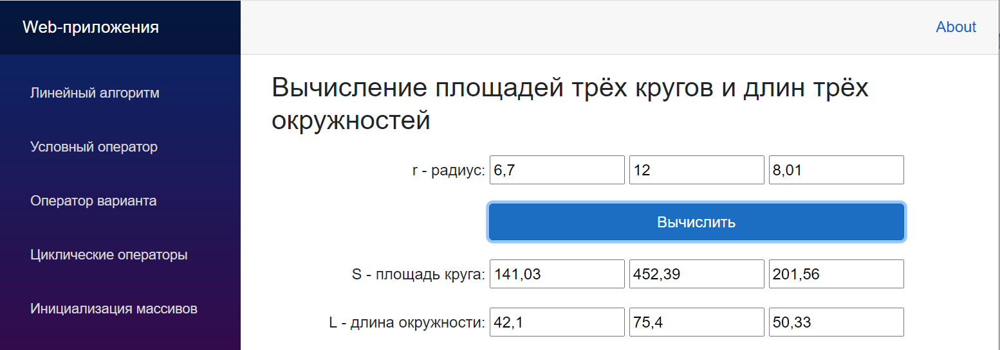 Web-приложения
About
Линейный алгоритм
Условный оператор
Оператор варианта
Циклические операторы
Инициализация массивов
Вычисление площадей трёх кругов и длин трёх
окружностей
r - радиус: 6,7 12 8,01
Вычислить
S - площадь круга: 141,03 452,39 201,56
L - длина окружности: 42,1 75,4 50,33